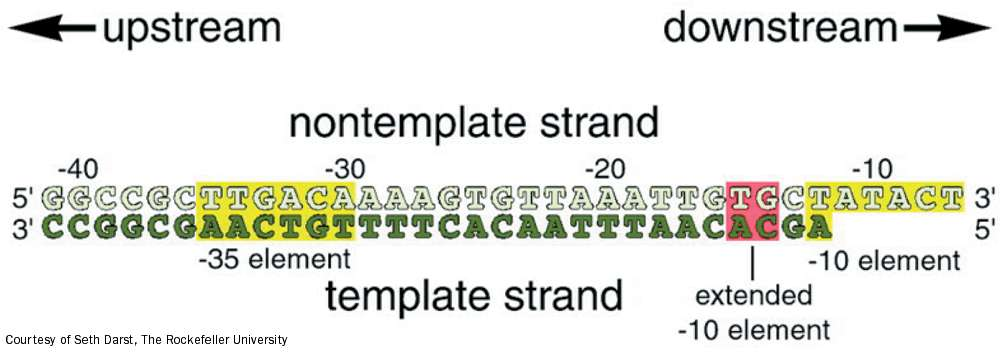 upstream downstream
nontemplate strand
-40 -30 -20 -10
5' GGCCGCTTGACAAAAGTGTTAAATTGTGCTATACT 3'
3' CCGGCGAACTGTTTTCACAATTTAACACGA 5'
-35 element -10 element
template strand extended
-10 element
Courtesy of Seth Darst, The Rockefeller University